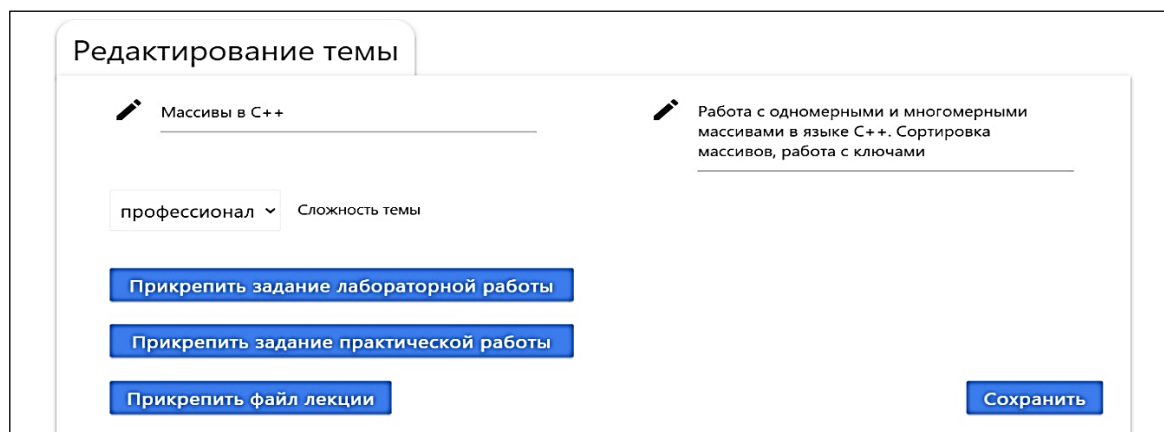 Редактирование темы
Массивы в С++
Работа с одномерными и многомерными
массивами в языке С++. Сортировка
массивов, работа с ключами
профессионал
Сложность темы
Прикрепить задание лабораторной работы
Прикрепить задание практической работы
Прикрепить файл лекции
Сохранить